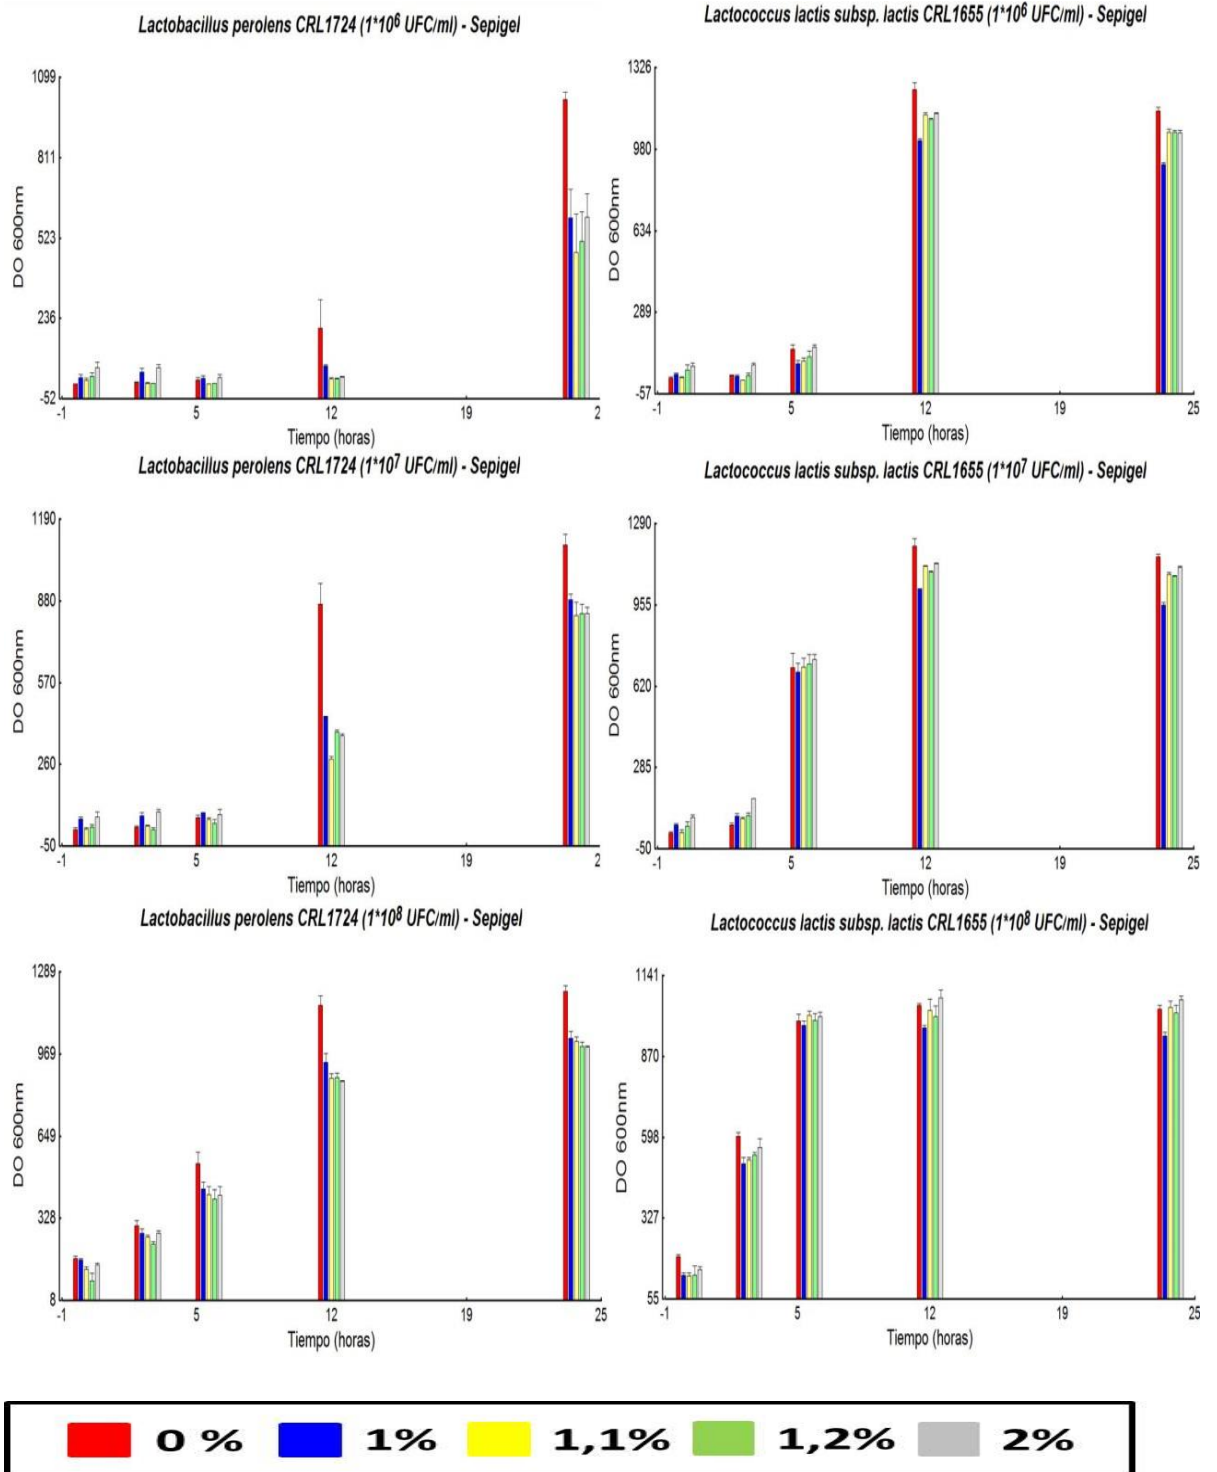 Lactobacillus perolens CRL1724 (1*10⁶ UFC/ml) - Sepigel
1099
811
523
236
-52
DO 600nm
-1 5 12 19 2
Tiempo (horas)
Lactococcus lactis subsp. lactis CRL1655 (1*10⁶ UFC/ml) - Sepigel
1326
980
634
289
-57
DO 600nm
-1 5 12 19 25
Tiempo (horas)
Lactobacillus perolens CRL1724 (1*10⁷ UFC/ml) - Sepigel
1190
880
570
260
-50
DO 600nm
-1 5 12 19 2
Tiempo (horas)
Lactococcus lactis subsp. lactis CRL1655 (1*10⁷ UFC/ml) - Sepigel
1290
955
620
285
-50
DO 600nm
-1 5 12 19 25
Tiempo (horas)
Lactobacillus perolens CRL1724 (1*10⁸ UFC/ml) - Sepigel
1289
969
649
328
8
DO 600nm
-1 5 12 19 25
Tiempo (horas)
Lactococcus lactis subsp. lactis CRL1655 (1*10⁸ UFC/ml) - Sepigel
1141
870
598
327
55
DO 600nm
-1 5 12 19 25
Tiempo (horas)
0 % 1% 1,1% 1,2% 2%